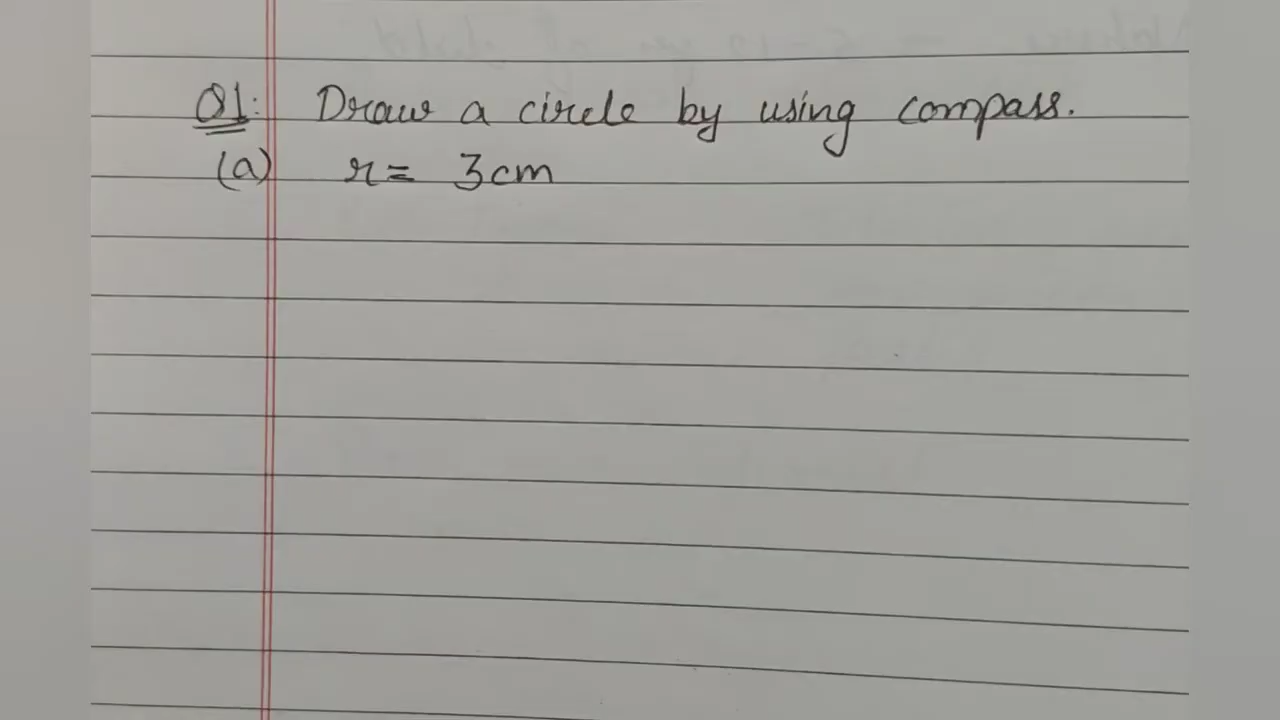 Q1: Draw a circle by using compass.
(a) r = 3cm